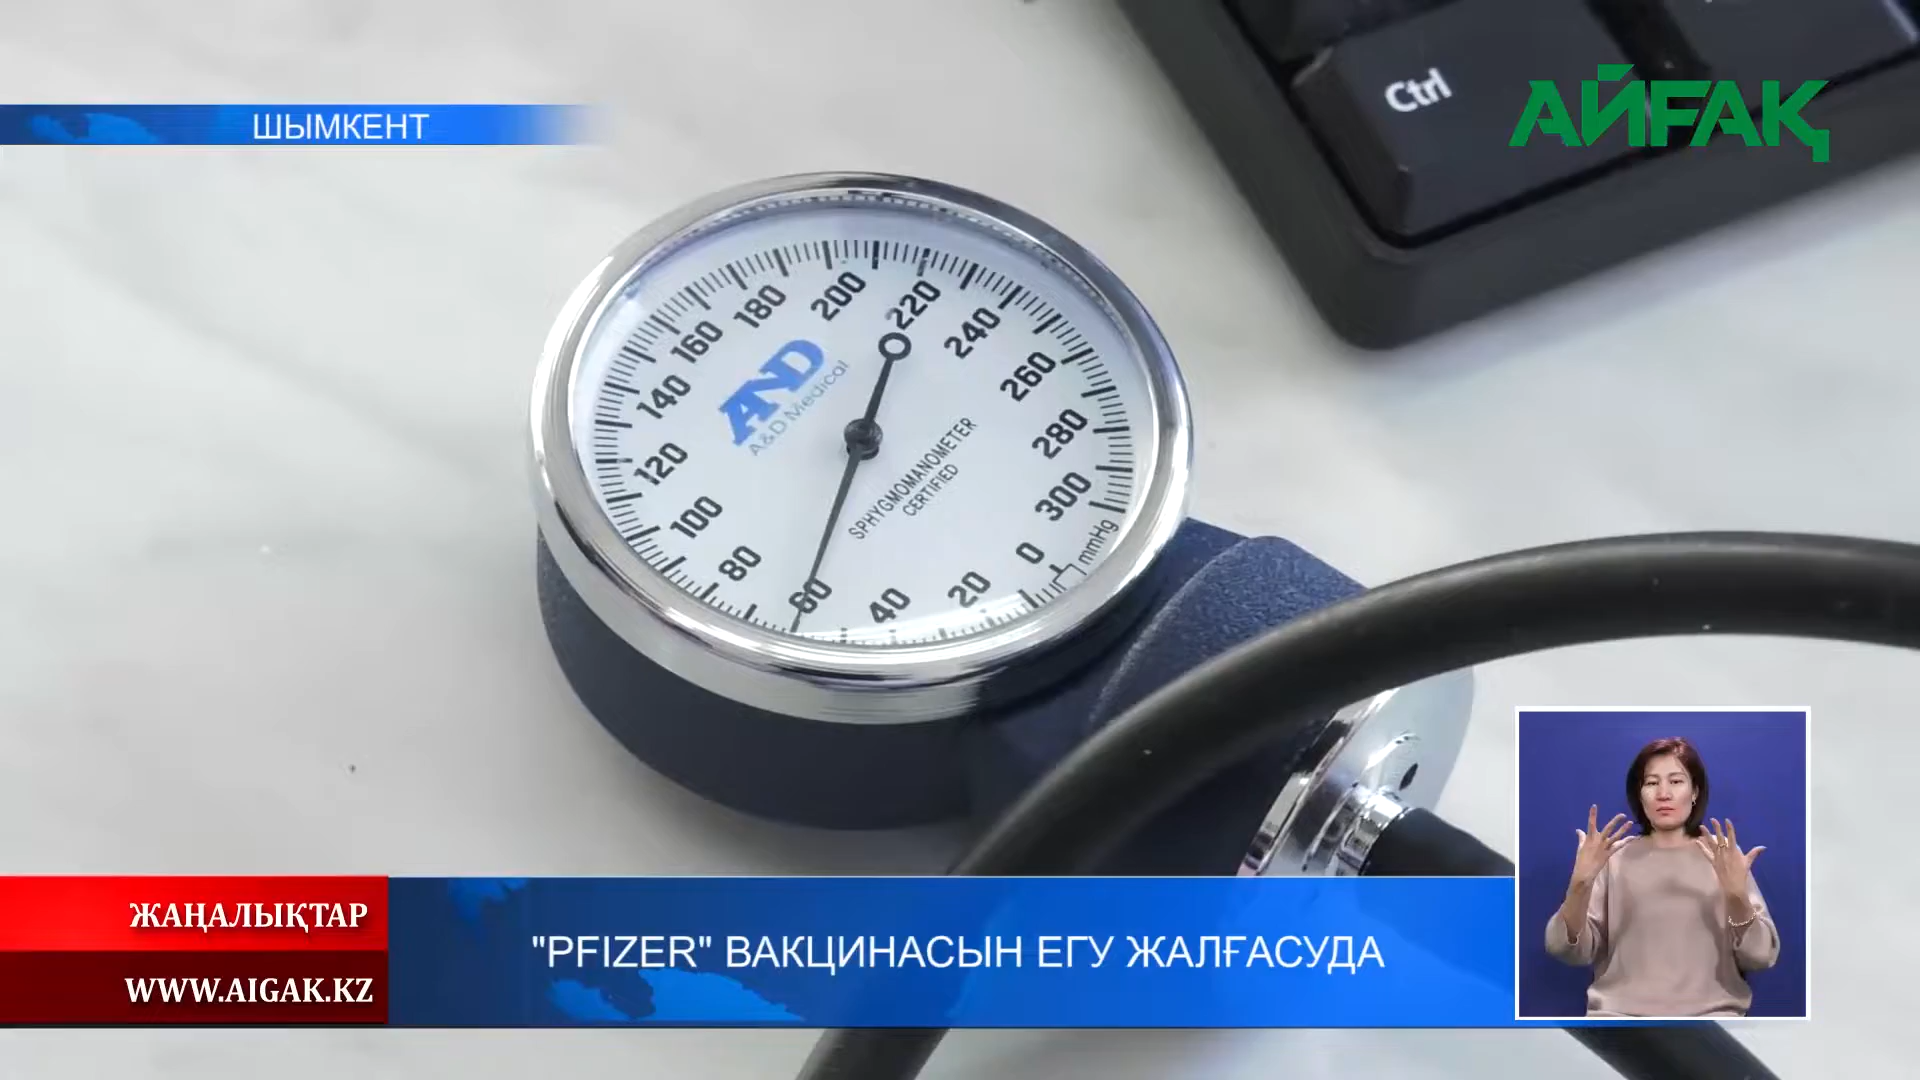 Ctrl
АЙҒАҚ
ШЫМКЕНТ
200
220
180
240
160
260
140
AND
A&D Medical
280
120
SPHYGMOMANOMETER
CERTIFIED
300
100
mmHg
80
0
60
40
20
ЖАҢАЛЫҚТАР
WWW.AIGAK.KZ
"PFIZER" ВАКЦИНАСЫН ЕГУ ЖАЛҒАСУДА